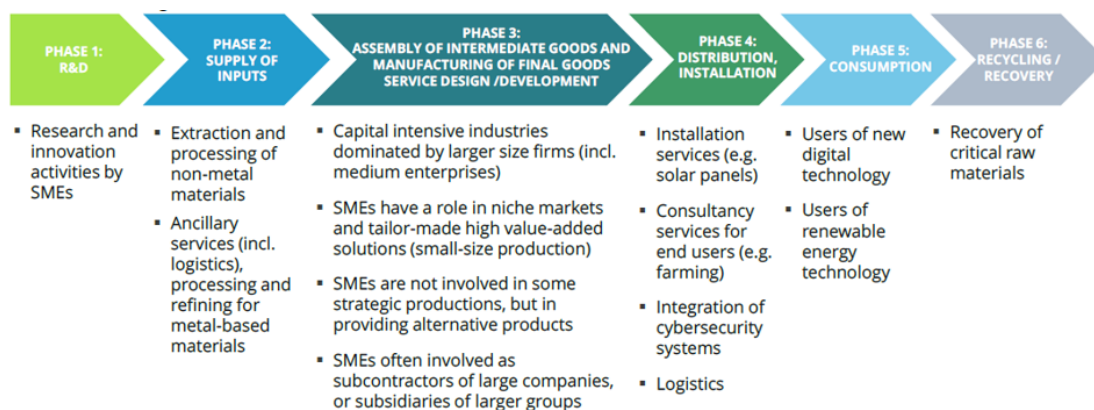 PHASE 1:
R&D
PHASE 2:
SUPPLY OF
INPUTS
PHASE 3:
ASSEMBLY OF INTERMEDIATE GOODS AND
MANUFACTURING OF FINAL GOODS
SERVICE DESIGN /DEVELOPMENT
PHASE 4:
DISTRIBUTION,
INSTALLATION
PHASE 5:
CONSUMPTION
PHASE 6:
RECYCLING /
RECOVERY
▪ Research and
innovation
activities by
SMEs
▪ Extraction and
processing of
non-metal
materials
▪ Ancillary
services (incl.
logistics),
processing and
refining for
metal-based
materials
▪ Capital intensive industries
dominated by larger size firms (incl.
medium enterprises)
▪ SMEs have a role in niche markets
and tailor-made high value-added
solutions (small-size production)
▪ SMEs are not involved in some
strategic productions, but in
providing alternative products
▪ SMEs often involved as
subcontractors of large companies,
or subsidiaries of larger groups
▪ Installation
services (e.g.
solar panels)
▪ Consultancy
services for
end users (e.g.
farming)
▪ Integration of
cybersecurity
systems
▪ Logistics
▪ Users of new
digital
technology
▪ Users of
renewable
energy
technology
▪ Recovery of
critical raw
materials